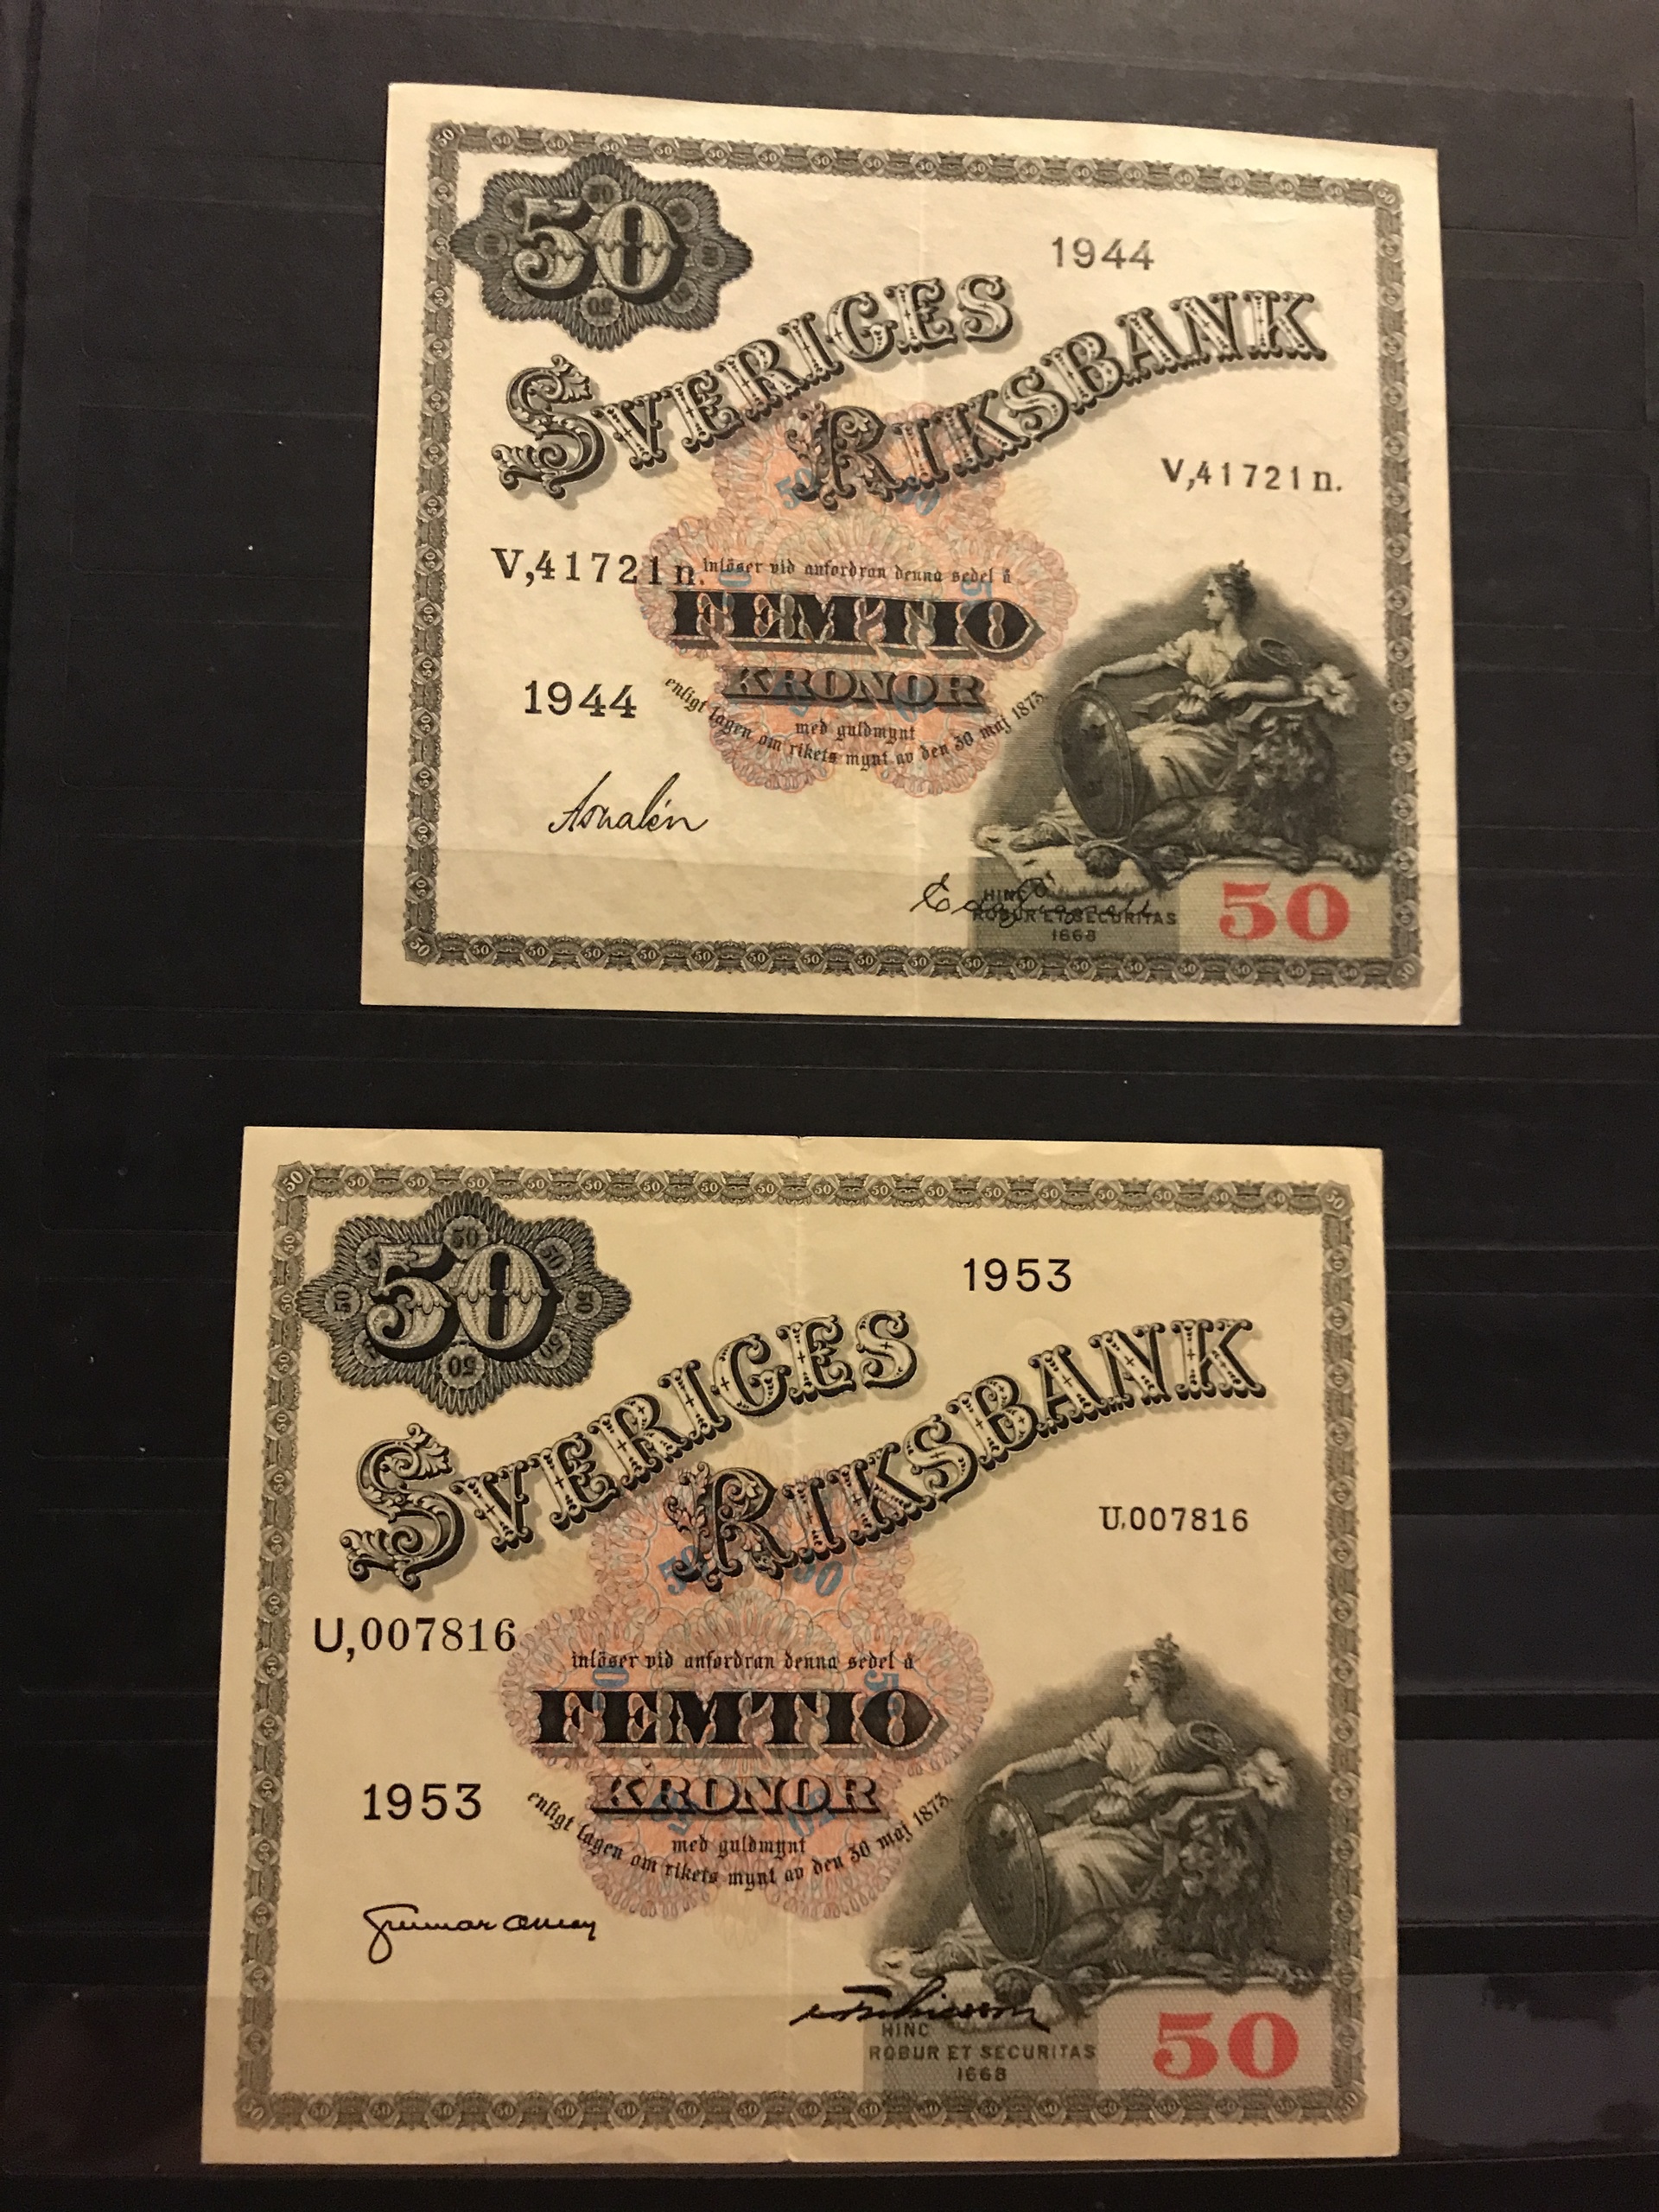 50
1944
SVERIGES
RIKSBANK
V,41721 n.
V,41721 n.
inlöser vid anfordran denna sedel å
FEMTIO
KRONOR
1944
med guldmynt
enligt lagen om rikets mynt av den 30 maj 1873.
HINC
ROBUR ET SECURITAS
1668
50
50
1953
SVERIGES
RIKSBANK
U,007816
U,007816
inlöser vid anfordran denna sedel å
FEMTIO
KRONOR
1953
med guldmynt
enligt lagen om rikets mynt av den 30 maj 1873.
HINC
ROBUR ET SECURITAS
1668
50